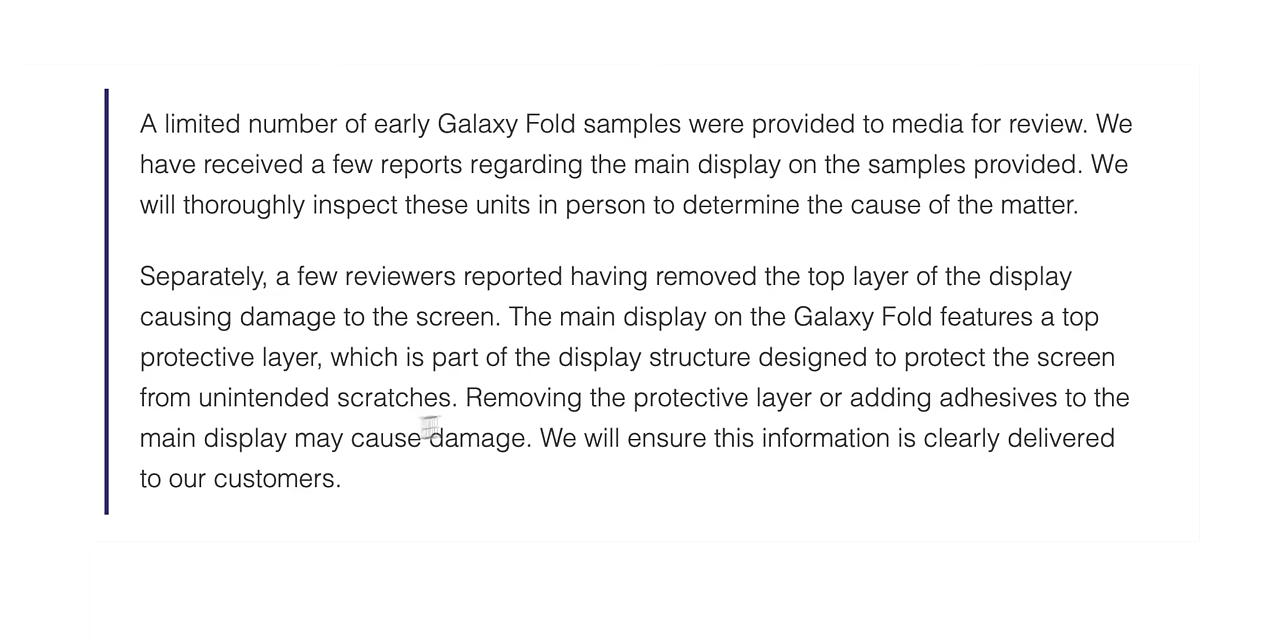 A limited number of early Galaxy Fold samples were provided to media for review. We
have received a few reports regarding the main display on the samples provided. We
will thoroughly inspect these units in person to determine the cause of the matter.
Separately, a few reviewers reported having removed the top layer of the display
causing damage to the screen. The main display on the Galaxy Fold features a top
protective layer, which is part of the display structure designed to protect the screen
from unintended scratches. Removing the protective layer or adding adhesives to the
main display may cause damage. We will ensure this information is clearly delivered
to our customers.